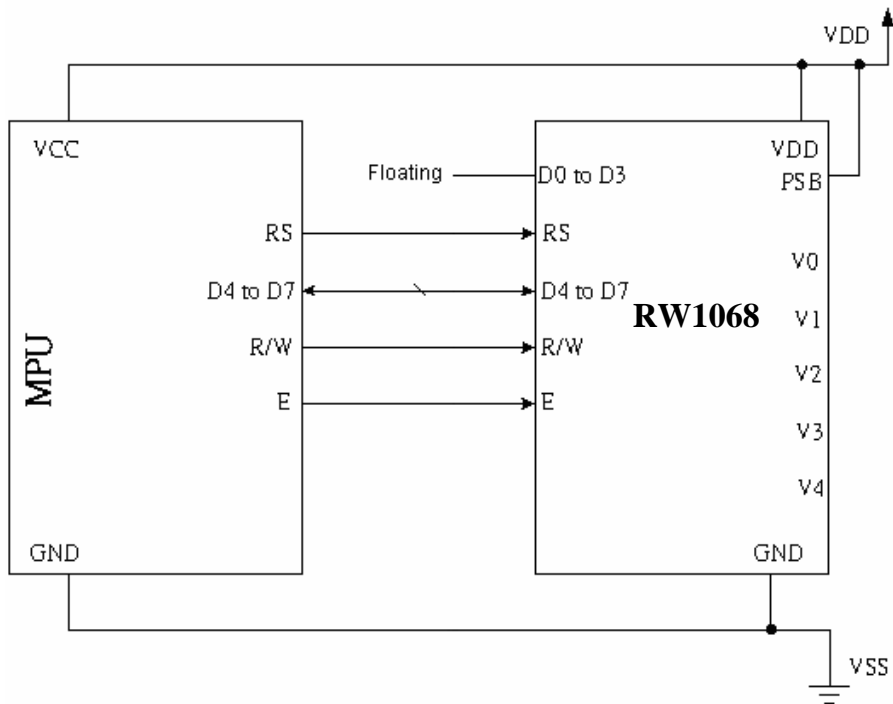 VDD
VCC
VDD
Floating
D0 to D3
PSB
RS
RS
V0
D4 to D7
D4 to D7
RW1068
V1
MPU
R/W
R/W
V2
E
E
V3
V4
GND
GND
VSS